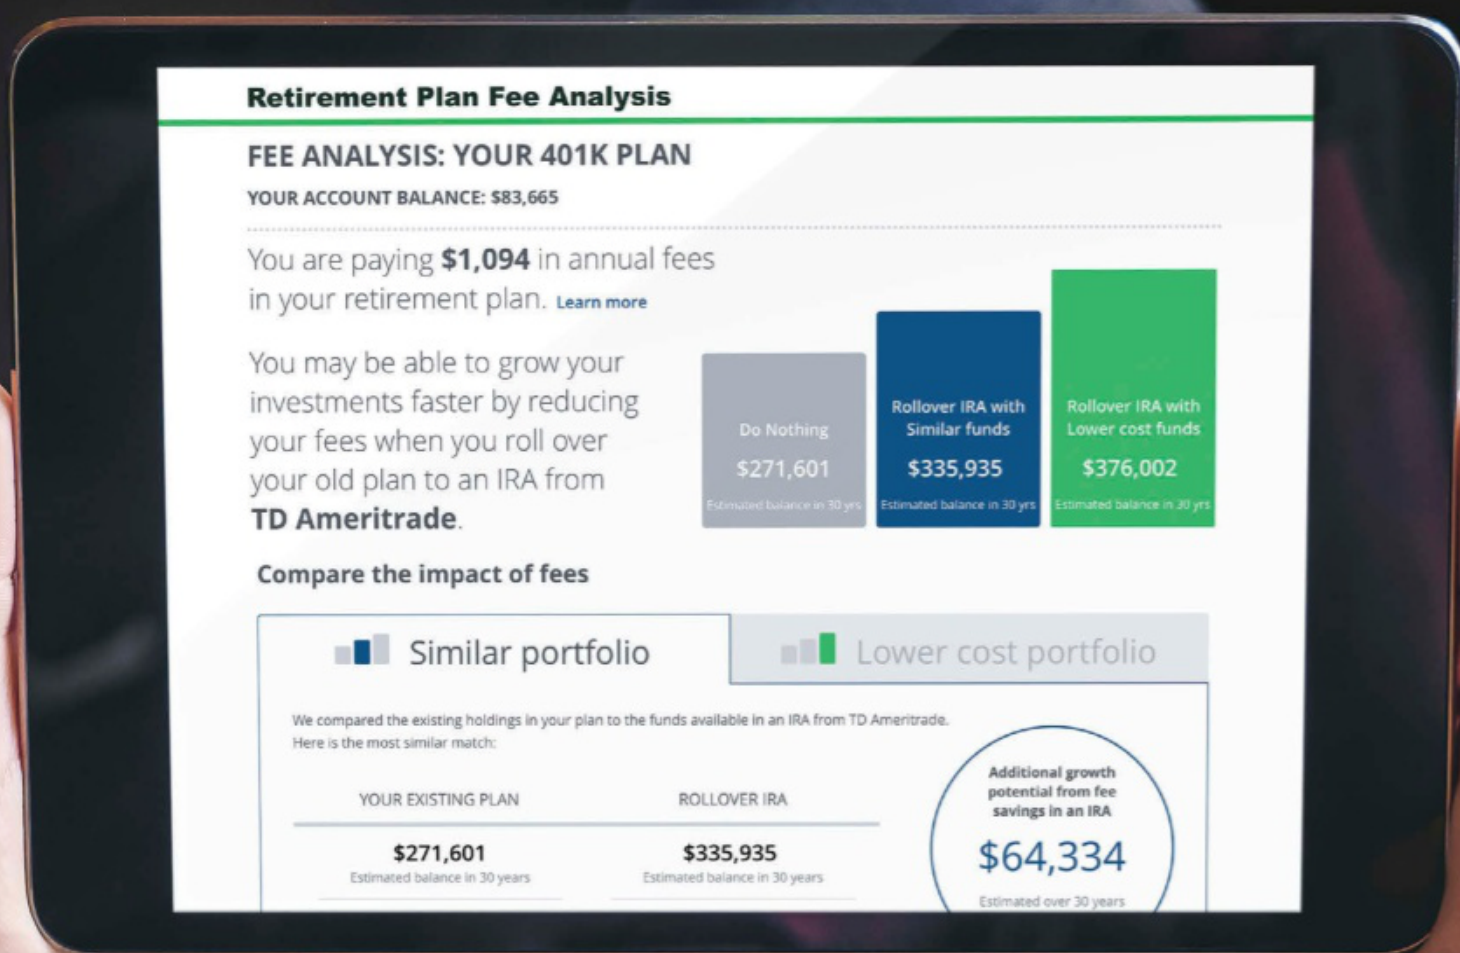 Retirement Plan Fee Analysis
FEE ANALYSIS: YOUR 401K PLAN
YOUR ACCOUNT BALANCE: $83,665
You are paying $1,094 in annual fees
in your retirement plan. Learn more
You may be able to grow your
investments faster by reducing
your fees when you roll over
your old plan to an IRA from
TD Ameritrade.
Do Nothing
$271,601
Estimated balance in 30 yrs
Rollover IRA with
Similar funds
$335,935
Estimated balance in 30 yrs
Rollover IRA with
Lower cost funds
$376,002
Estimated balance in 30 yrs
Compare the impact of fees
Similar portfolio
Lower cost portfolio
We compared the existing holdings in your plan to the funds available in an IRA from TD Ameritrade.
Here is the most similar match:
YOUR EXISTING PLAN
$271,601
Estimated balance in 30 years
ROLLOVER IRA
$335,935
Estimated balance in 30 years
Additional growth
potential from fee
savings in an IRA
$64,334
Estimated over 30 years